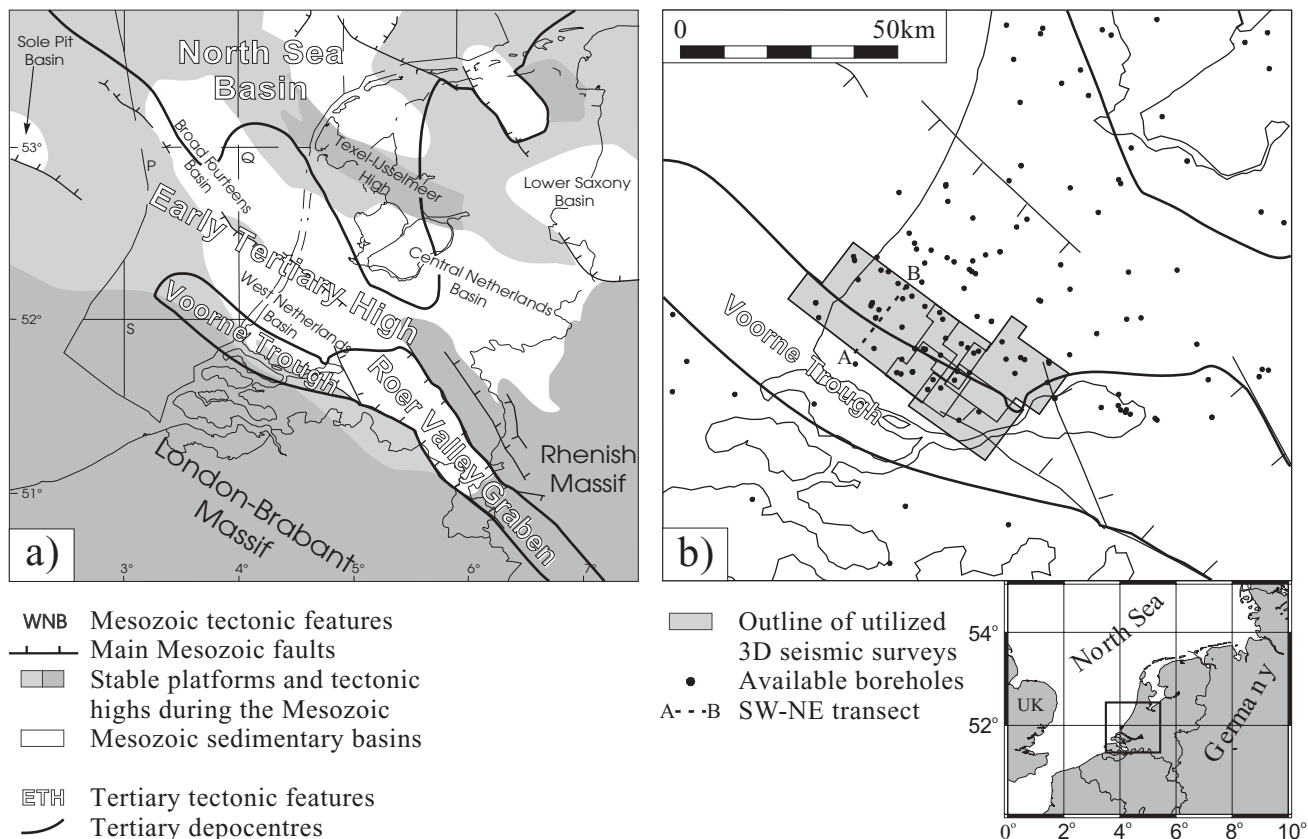 Sole Pit
Basin
North Sea
Basin
53°
P
Q
Broad Fourteens
Basin
Texel-IJsselmeer
High
Lower Saxony
Basin
Early Tertiary High
Central Netherlands
Basin
West Netherlands
Basin
Voorne Trough
52°
S
Roer Valley Graben
Rhenish
Massif
London-Brabant
Massif
51°
a)
3°
4°
5°
6°
7°
0
50km
B
A
Voorne Trough
b)
WNB Mesozoic tectonic features
Main Mesozoic faults
Stable platforms and tectonic
highs during the Mesozoic
Mesozoic sedimentary basins
ETH Tertiary tectonic features
Tertiary depocentres
Outline of utilized
3D seismic surveys
Available boreholes
A---B SW-NE transect
54°
52°
North Sea
UK
Germany
0°
2°
4°
6°
8°
10°